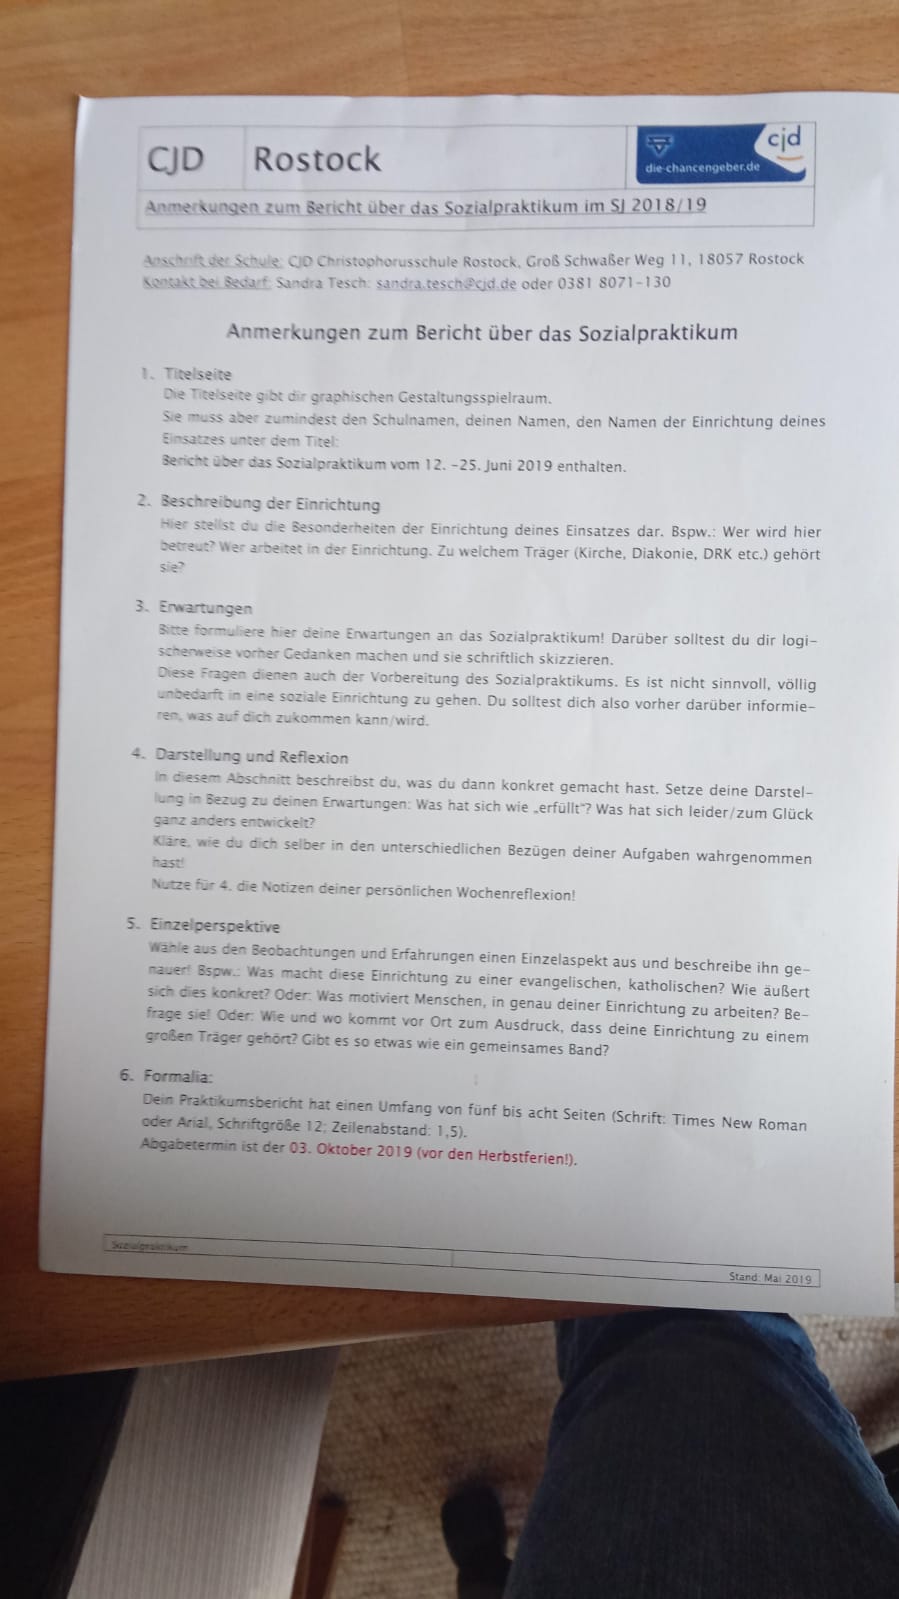 CJD Rostock
cjd
die-chancengeber.de
Anmerkungen zum Bericht über das Sozialpraktikum im SJ 2018/19
Anschrift der Schule: CJD Christophorusschule Rostock, Groß Schwaßer Weg 11, 18057 Rostock
Kontakt bei Bedarf: Sandra Tesch: sandra.tesch@cjd.de oder 0381 8071-130
Anmerkungen zum Bericht über das Sozialpraktikum
1. Titelseite
Die Titelseite gibt dir graphischen Gestaltungsspielraum.
Sie muss aber zumindest den Schulnamen, deinen Namen, den Namen der Einrichtung deines
Einsatzes unter dem Titel:
Bericht über das Sozialpraktikum vom 12. -25. Juni 2019 enthalten.
2. Beschreibung der Einrichtung
Hier stellst du die Besonderheiten der Einrichtung deines Einsatzes dar. Bspw.: Wer wird hier
betreut? Wer arbeitet in der Einrichtung. Zu welchem Träger (Kirche, Diakonie, DRK etc.) gehört
sie?
3. Erwartungen
Bitte formuliere hier deine Erwartungen an das Sozialpraktikum! Darüber solltest du dir logi-
scherweise vorher Gedanken machen und sie schriftlich skizzieren.
Diese Fragen dienen auch der Vorbereitung des Sozialpraktikums. Es ist nicht sinnvoll, völlig
unbedarft in eine soziale Einrichtung zu gehen. Du solltest dich also vorher darüber informie-
ren, was auf dich zukommen kann/wird.
4. Darstellung und Reflexion
In diesem Abschnitt beschreibst du, was du dann konkret gemacht hast. Setze deine Darstel-
lung in Bezug zu deinen Erwartungen: Was hat sich wie „erfüllt"? Was hat sich leider/zum Glück
ganz anders entwickelt?
Kläre, wie du dich selber in den unterschiedlichen Bezügen deiner Aufgaben wahrgenommen
hast!
Nutze für 4. die Notizen deiner persönlichen Wochenreflexion!
5. Einzelperspektive
Wähle aus den Beobachtungen und Erfahrungen einen Einzelaspekt aus und beschreibe ihn ge-
nauer! Bspw.: Was macht diese Einrichtung zu einer evangelischen, katholischen? Wie äußert
sich dies konkret? Oder: Was motiviert Menschen, in genau deiner Einrichtung zu arbeiten? Be-
frage sie! Oder: Wie und wo kommt vor Ort zum Ausdruck, dass deine Einrichtung zu einem
großen Träger gehört? Gibt es so etwas wie ein gemeinsames Band?
6. Formalia:
Dein Praktikumsbericht hat einen Umfang von fünf bis acht Seiten (Schrift: Times New Roman
oder Arial, Schriftgröße 12; Zeilenabstand: 1,5).
Abgabetermin ist der 03. Oktober 2019 (vor den Herbstferien!).
Sozialpraktikum
Stand: Mai 2019